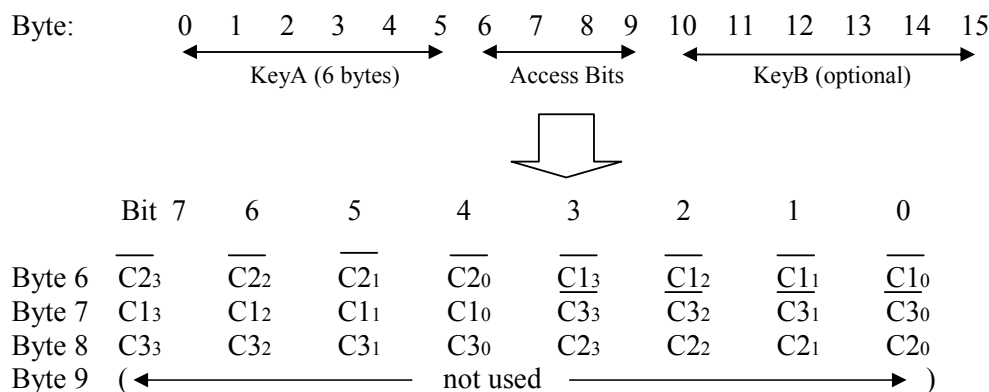 Byte: 0 1 2 3 4 5 6 7 8 9 10 11 12 13 14 15
KeyA (6 bytes) Access Bits KeyB (optional)
Bit 7 6 5 4 3 2 1 0
Byte 6 C2₃ C2₂ C2₁ C2₀ C1₃ C1₂ C1₁ C1₀
Byte 7 C1₃ C1₂ C1₁ C1₀ C3₃ C3₂ C3₁ C3₀
Byte 8 C3₃ C3₂ C3₁ C3₀ C2₃ C2₂ C2₁ C2₀
Byte 9 ( not used )